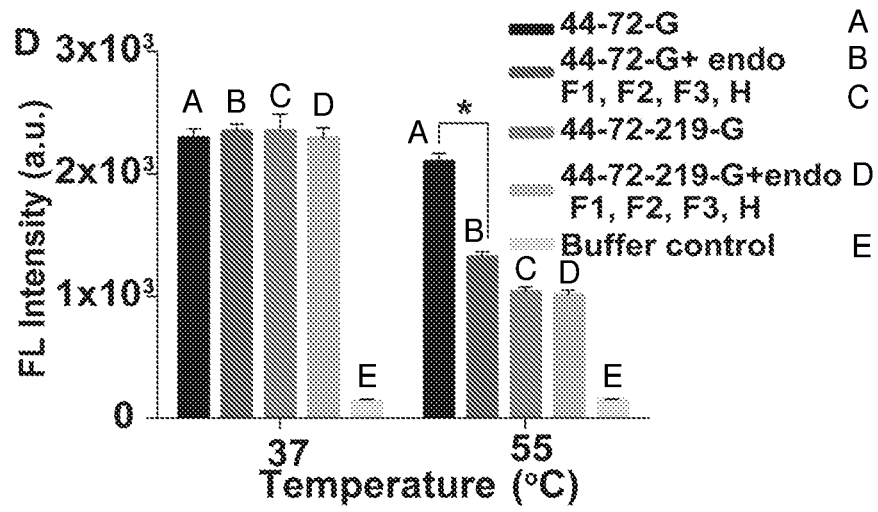 D
3x10³
2x10³
1x10³
0
FL Intensity (a.u.)
A B C D E
A * B C D E
37 55
Temperature (oC)
44-72-G A
44-72-G+ endo B
F1, F2, F3, H C
44-72-219-G
44-72-219-G+endo D
F1, F2, F3, H
Buffer control E